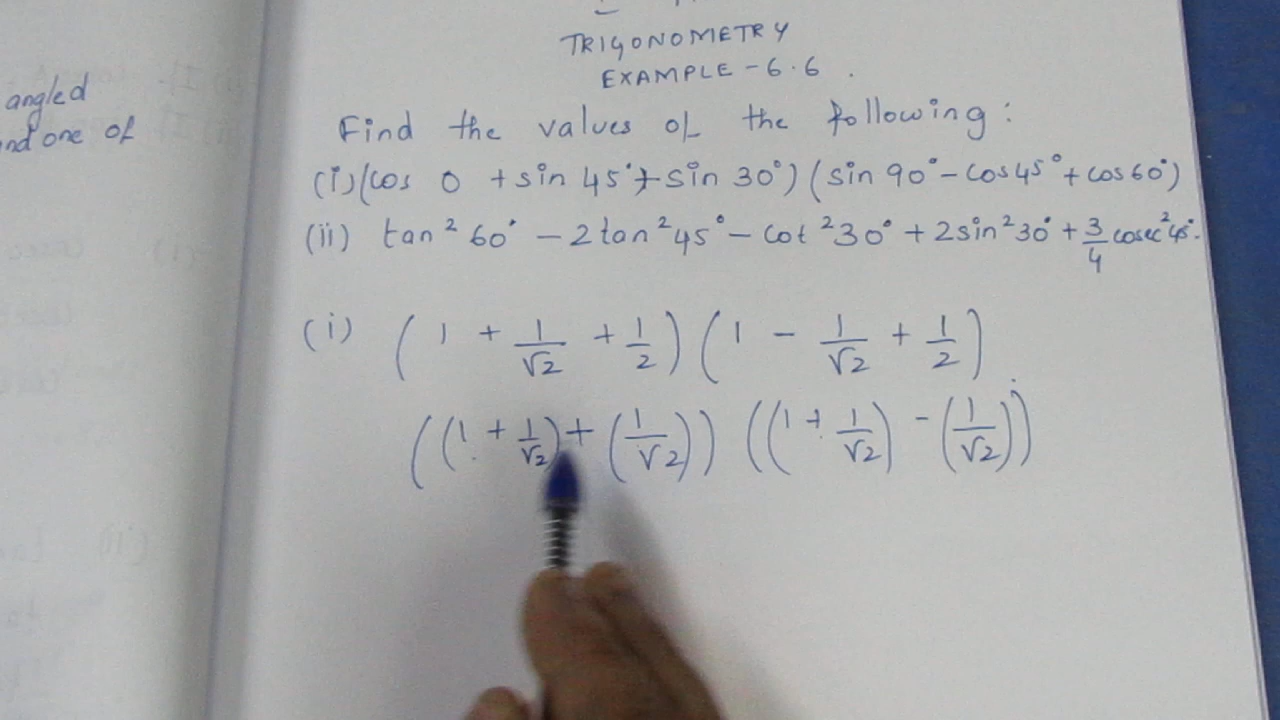 angled
and one of
TRIGONOMETRY
EXAMPLE - 6.6.
Find the values of the following:
(i) (cos 0 + sin 45° + sin 30°) (sin 90° - cos 45° + cos 60°)
(ii) tan² 60° - 2 tan² 45° - cot² 30° + 2 sin² 30° + 3/4 cosec² 45°.
(i) (1 + 1/√2 + 1/2) (1 - 1/√2 + 1/2)
((1 + 1/√2) + (1/√2)) ((1 + 1/√2) - (1/√2))